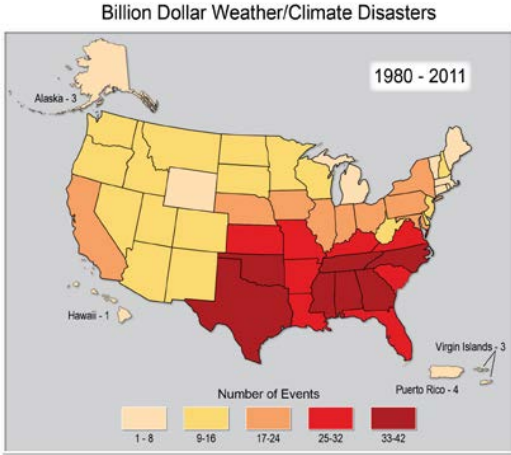 Billion Dollar Weather/Climate Disasters
1980 - 2011
Alaska - 3
Hawaii - 1
Virgin Islands - 3
Puerto Rico - 4
Number of Events
1 - 8
9-16
17-24
25-32
33-42